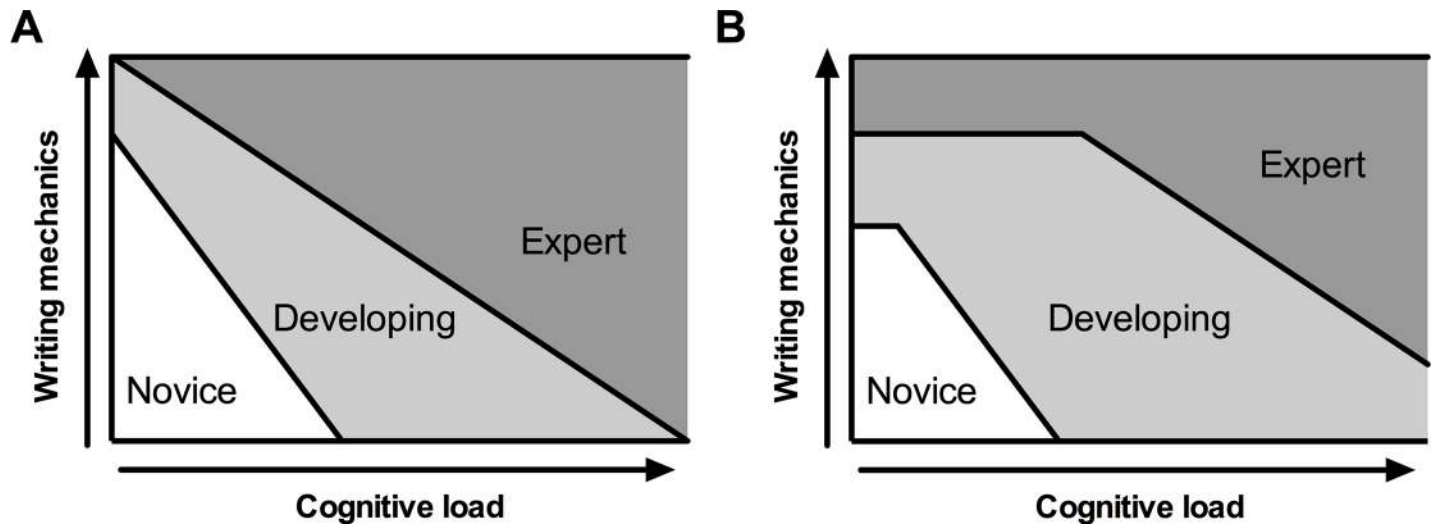 A
Writing mechanics
Expert
Developing
Novice
Cognitive load
B
Writing mechanics
Expert
Developing
Novice
Cognitive load